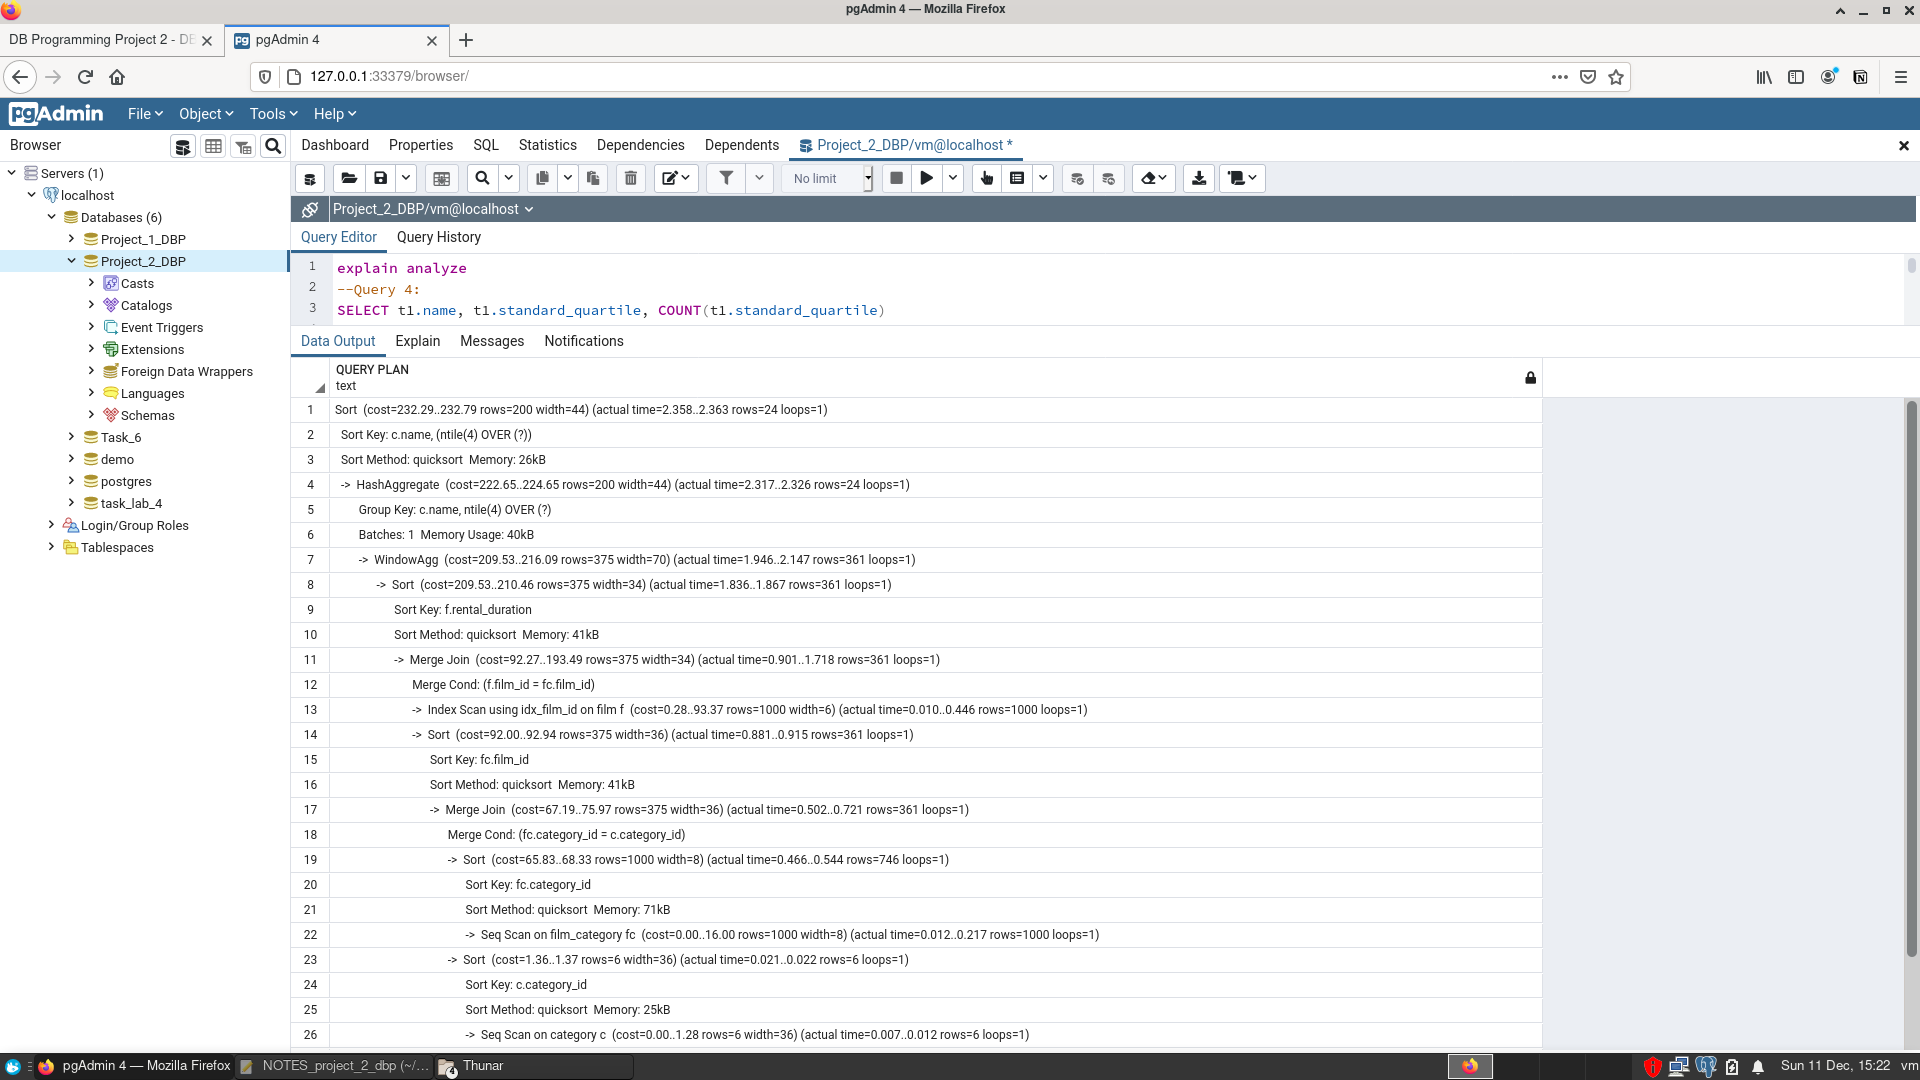 pgAdmin 4 — Mozilla Firefox
DB Programming Project 2 - DB
pgAdmin 4
127.0.0.1:33379/browser/
pgAdmin File Object Tools Help
Browser
Dashboard Properties SQL Statistics Dependencies Dependents Project_2_DBP/vm@localhost *
Servers (1)
localhost
Databases (6)
Project_1_DBP
Project_2_DBP
Casts
Catalogs
Event Triggers
Extensions
Foreign Data Wrappers
Languages
Schemas
Task_6
demo
postgres
task_lab_4
Login/Group Roles
Tablespaces
No limit
Project_2_DBP/vm@localhost
Query Editor Query History
1 explain analyze
2 --Query 4:
3 SELECT t1.name, t1.standard_quartile, COUNT(t1.standard_quartile)
Data Output Explain Messages Notifications
QUERY PLAN
text
1 Sort (cost=232.29..232.79 rows=200 width=44) (actual time=2.358..2.363 rows=24 loops=1)
2 Sort Key: c.name, (ntile(4) OVER (?))
3 Sort Method: quicksort Memory: 26kB
4 -> HashAggregate (cost=222.65..224.65 rows=200 width=44) (actual time=2.317..2.326 rows=24 loops=1)
5 Group Key: c.name, ntile(4) OVER (?)
6 Batches: 1 Memory Usage: 40kB
7 -> WindowAgg (cost=209.53..216.09 rows=375 width=70) (actual time=1.946..2.147 rows=361 loops=1)
8 -> Sort (cost=209.53..210.46 rows=375 width=34) (actual time=1.836..1.867 rows=361 loops=1)
9 Sort Key: f.rental_duration
10 Sort Method: quicksort Memory: 41kB
11 -> Merge Join (cost=92.27..193.49 rows=375 width=34) (actual time=0.901..1.718 rows=361 loops=1)
12 Merge Cond: (f.film_id = fc.film_id)
13 -> Index Scan using idx_film_id on film f (cost=0.28..93.37 rows=1000 width=6) (actual time=0.010..0.446 rows=1000 loops=1)
14 -> Sort (cost=92.00..92.94 rows=375 width=36) (actual time=0.881..0.915 rows=361 loops=1)
15 Sort Key: fc.film_id
16 Sort Method: quicksort Memory: 41kB
17 -> Merge Join (cost=67.19..75.97 rows=375 width=36) (actual time=0.502..0.721 rows=361 loops=1)
18 Merge Cond: (fc.category_id = c.category_id)
19 -> Sort (cost=65.83..68.33 rows=1000 width=8) (actual time=0.466..0.544 rows=746 loops=1)
20 Sort Key: fc.category_id
21 Sort Method: quicksort Memory: 71kB
22 -> Seq Scan on film_category fc (cost=0.00..16.00 rows=1000 width=8) (actual time=0.012..0.217 rows=1000 loops=1)
23 -> Sort (cost=1.36..1.37 rows=6 width=36) (actual time=0.021..0.022 rows=6 loops=1)
24 Sort Key: c.category_id
25 Sort Method: quicksort Memory: 25kB
26 -> Seq Scan on category c (cost=0.00..1.28 rows=6 width=36) (actual time=0.007..0.012 rows=6 loops=1)
pgAdmin 4 — Mozilla Firefox
NOTES_project_2_dbp (~/...
4 Thunar
Sun 11 Dec, 15:22 vm